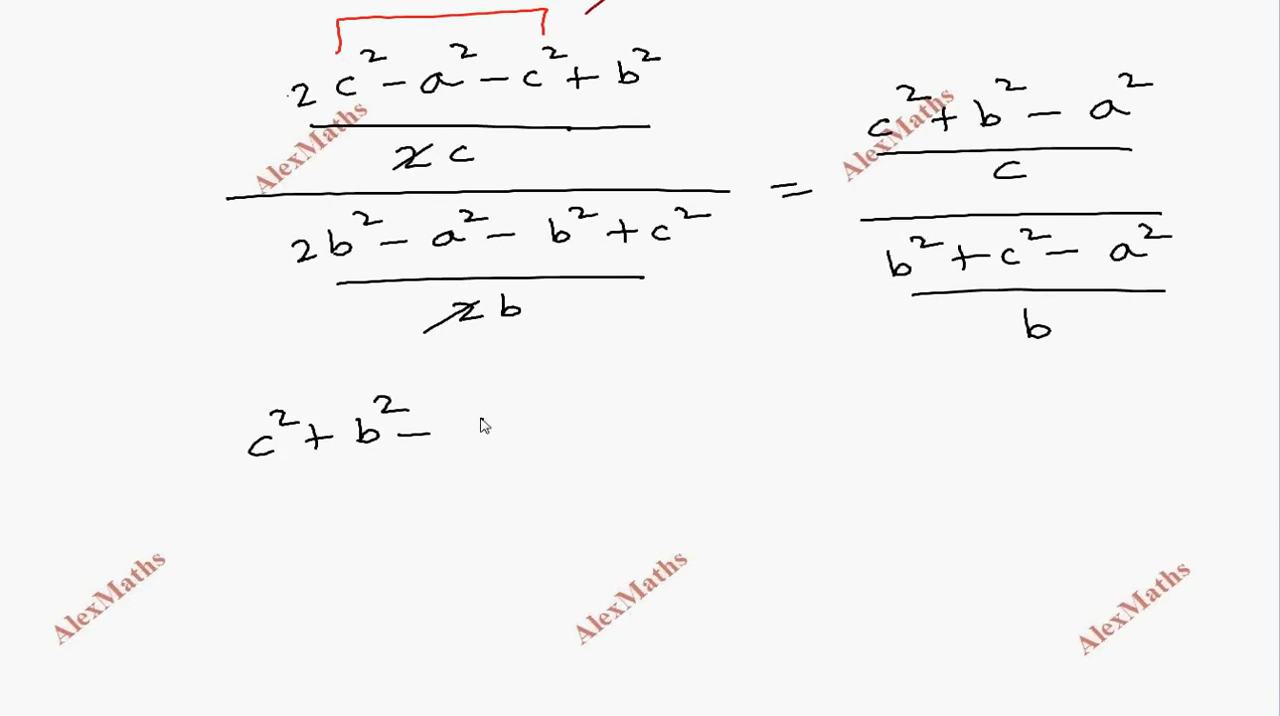 2c² - a² - c² + b²
2c
2b² - a² - b² + c²
2b
=
c² + b² - a²
c
b² + c² - a²
b
c² + b² -
AlexMaths
AlexMaths
AlexMaths
AlexMaths
AlexMaths